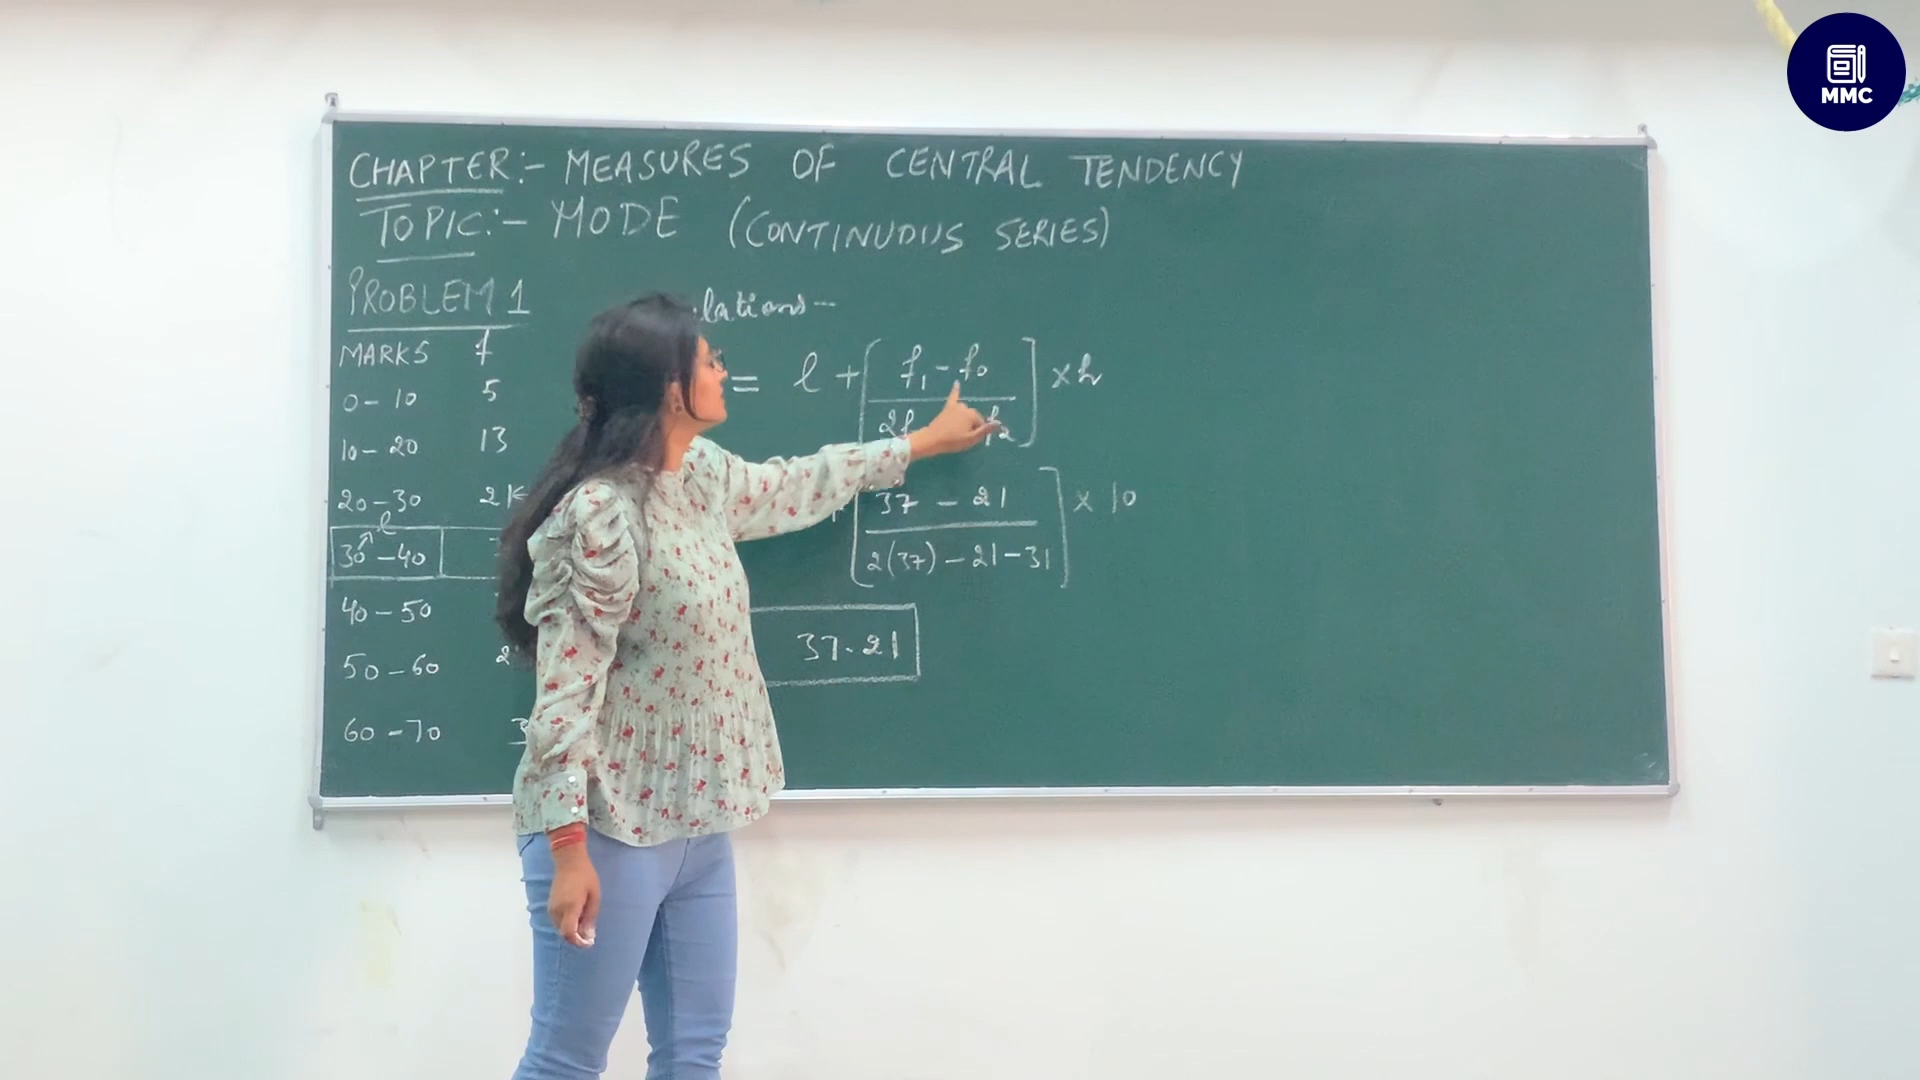 MMC
CHAPTER:- MEASURES OF CENTRAL TENDENCY
TOPIC:- MODE (CONTINUOUS SERIES)
PROBLEM 1
MARKS f
0-10 5
10-20 13
20-30 21
l
30-40
40-50
50-60
60-70
= l + [ f₁ - f₀ ] × h
37 - 21 ] × 10
2(37) - 21 - 31
37.21